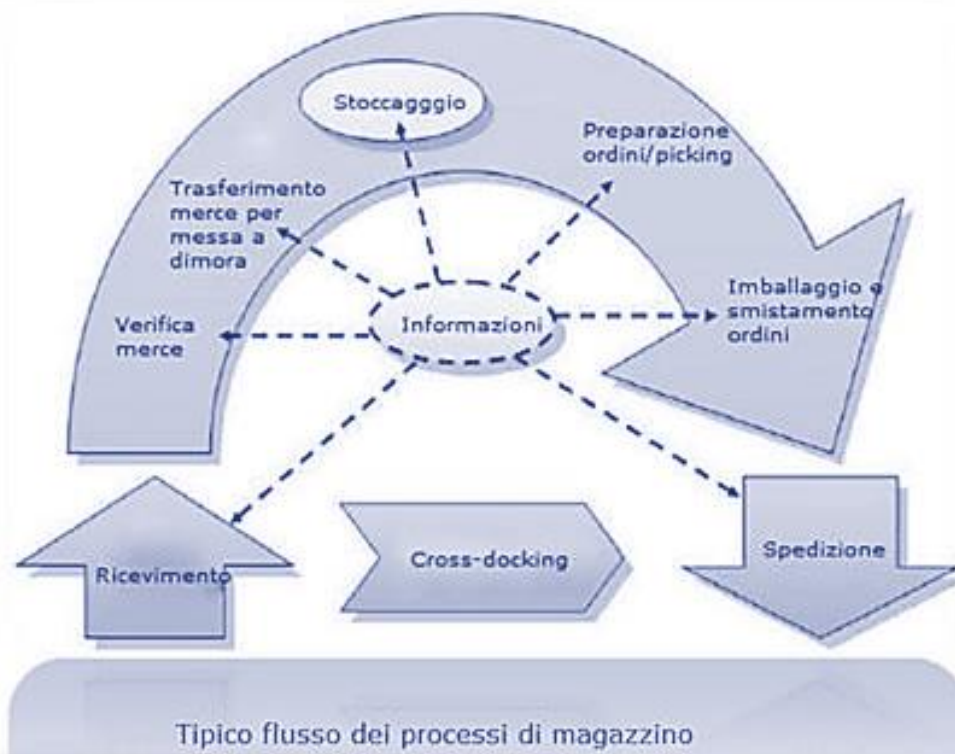 Stoccagggio
Preparazione
ordini/picking
Trasferimento
merce per
messa a
dimora
Verifica
merce
Informazioni
Imballaggio e
smistamento
ordini
Ricevimento
Cross-docking
Spedizione
Tipico flusso dei processi di magazzino